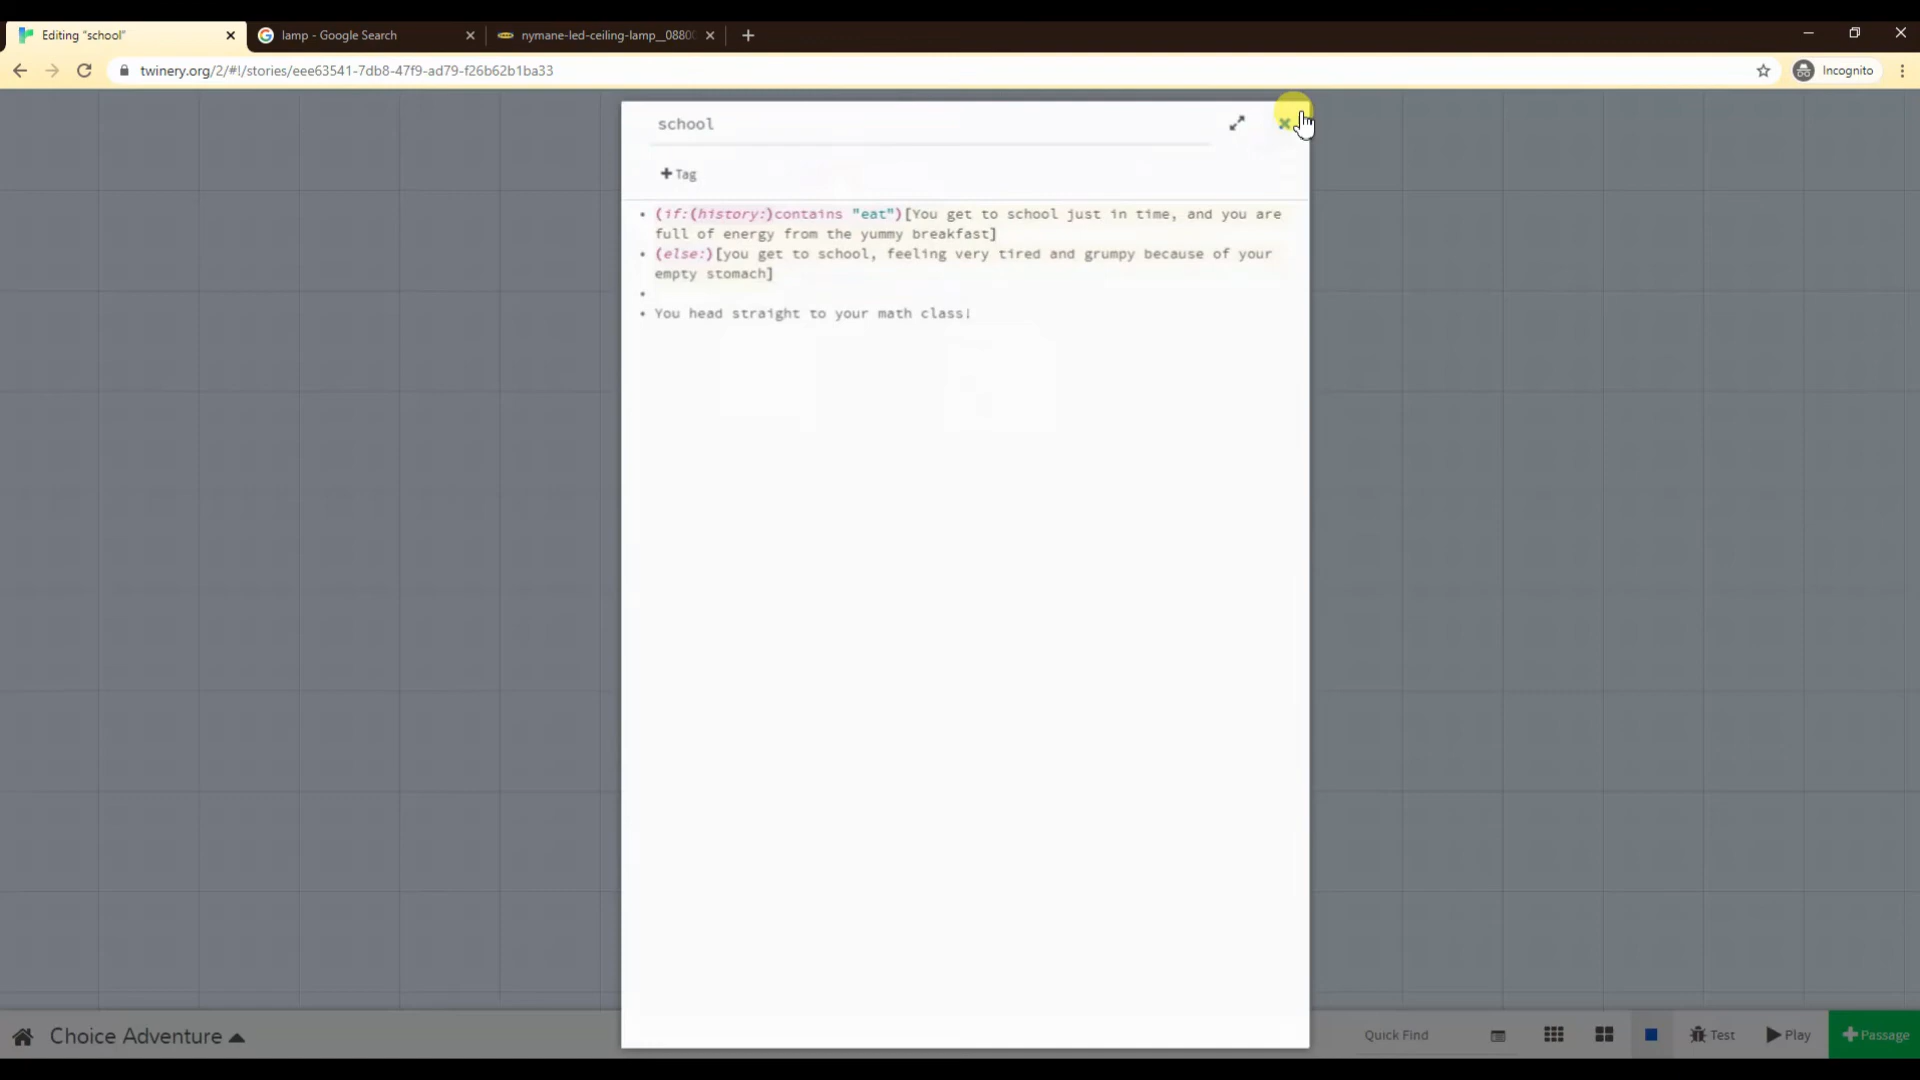 Editing "school"
lamp - Google Search
nymane-led-ceiling-lamp__0880
twinery.org/2/#!/stories/eee63541-7db8-47f9-ad79-f26b62b1ba33
Incognito
school
+Tag
(if:(history:)contains "eat")[You get to school just in time, and you are
full of energy from the yummy breakfast]
(else:)[you get to school, feeling very tired and grumpy because of your
empty stomach]
You head straight to your math class!
Choice Adventure
Quick Find
Test
Play
+Passage